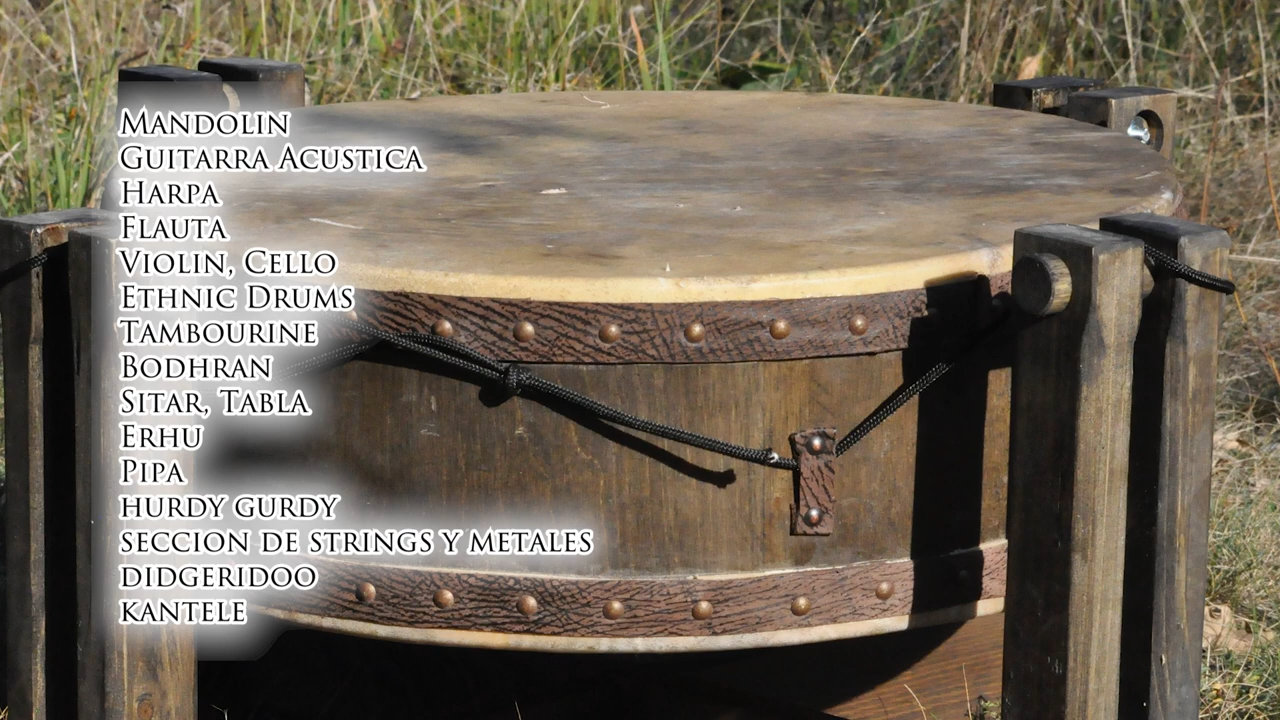 Mandolin
Guitarra Acustica
Harpa
Flauta
Violin, Cello
Ethnic Drums
Tambourine
Bodhran
Sitar, Tabla
Erhu
Pipa
hurdy gurdy
seccion de strings y metales
didgeridoo
kantele